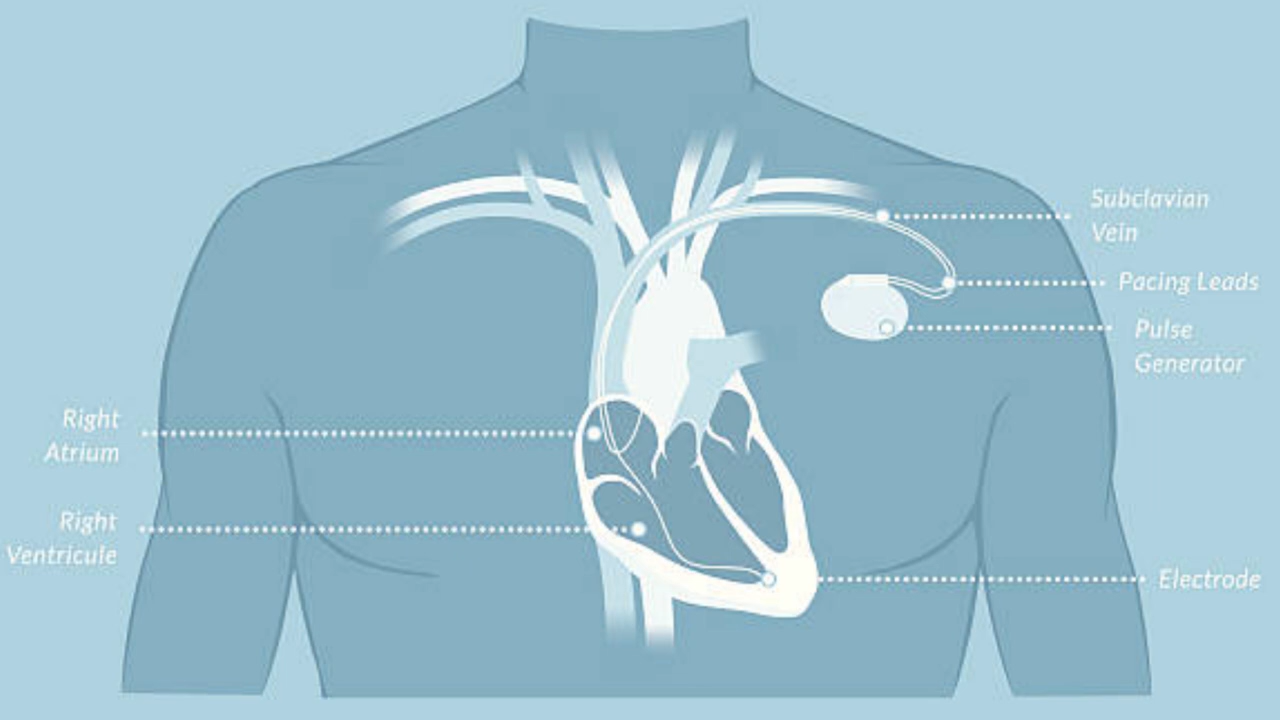 Subclavian
Vein
Pacing Leads
Pulse
Generator
Right
Atrium
Right
Ventricule
Electrode